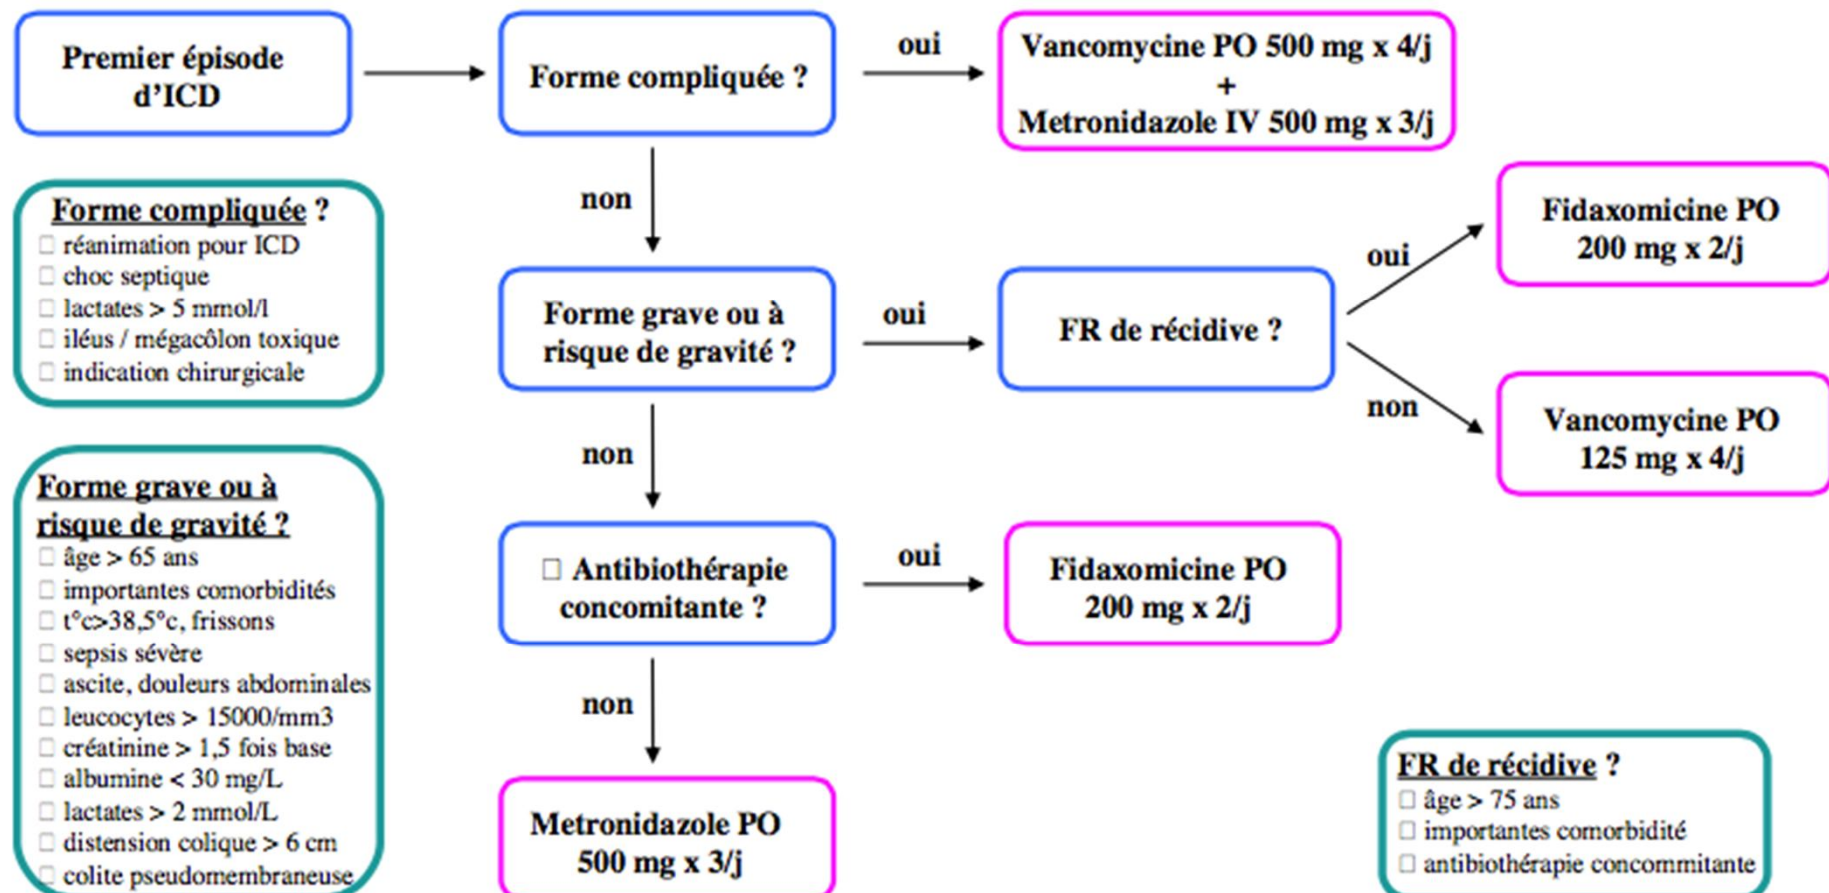 Premier épisode
d’ICD
Forme compliquée ?
oui
Vancomycine PO 500 mg x 4/j
+
Metronidazole IV 500 mg x 3/j
non
Forme compliquée ?
□ réanimation pour ICD
□ choc septique
□ lactates > 5 mmol/l
□ iléus / mégacôlon toxique
□ indication chirurgicale
Forme grave ou à
risque de gravité ?
oui
FR de récidive ?
oui
Fidaxomicine PO
200 mg x 2/j
non
Vancomycine PO
125 mg x 4/j
non
Forme grave ou à
risque de gravité ?
□ âge > 65 ans
□ importantes comorbidités
□ t°c>38,5°c, frissons
□ sepsis sévère
□ ascite, douleurs abdominales
□ leucocytes > 15000/mm3
□ créatinine > 1,5 fois base
□ albumine < 30 mg/L
□ lactates > 2 mmol/L
□ distension colique > 6 cm
□ colite pseudomembraneuse
□ Antibiothérapie
concomitante ?
oui
Fidaxomicine PO
200 mg x 2/j
non
Metronidazole PO
500 mg x 3/j
FR de récidive ?
□ âge > 75 ans
□ importantes comorbidité
□ antibiothérapie concommitante